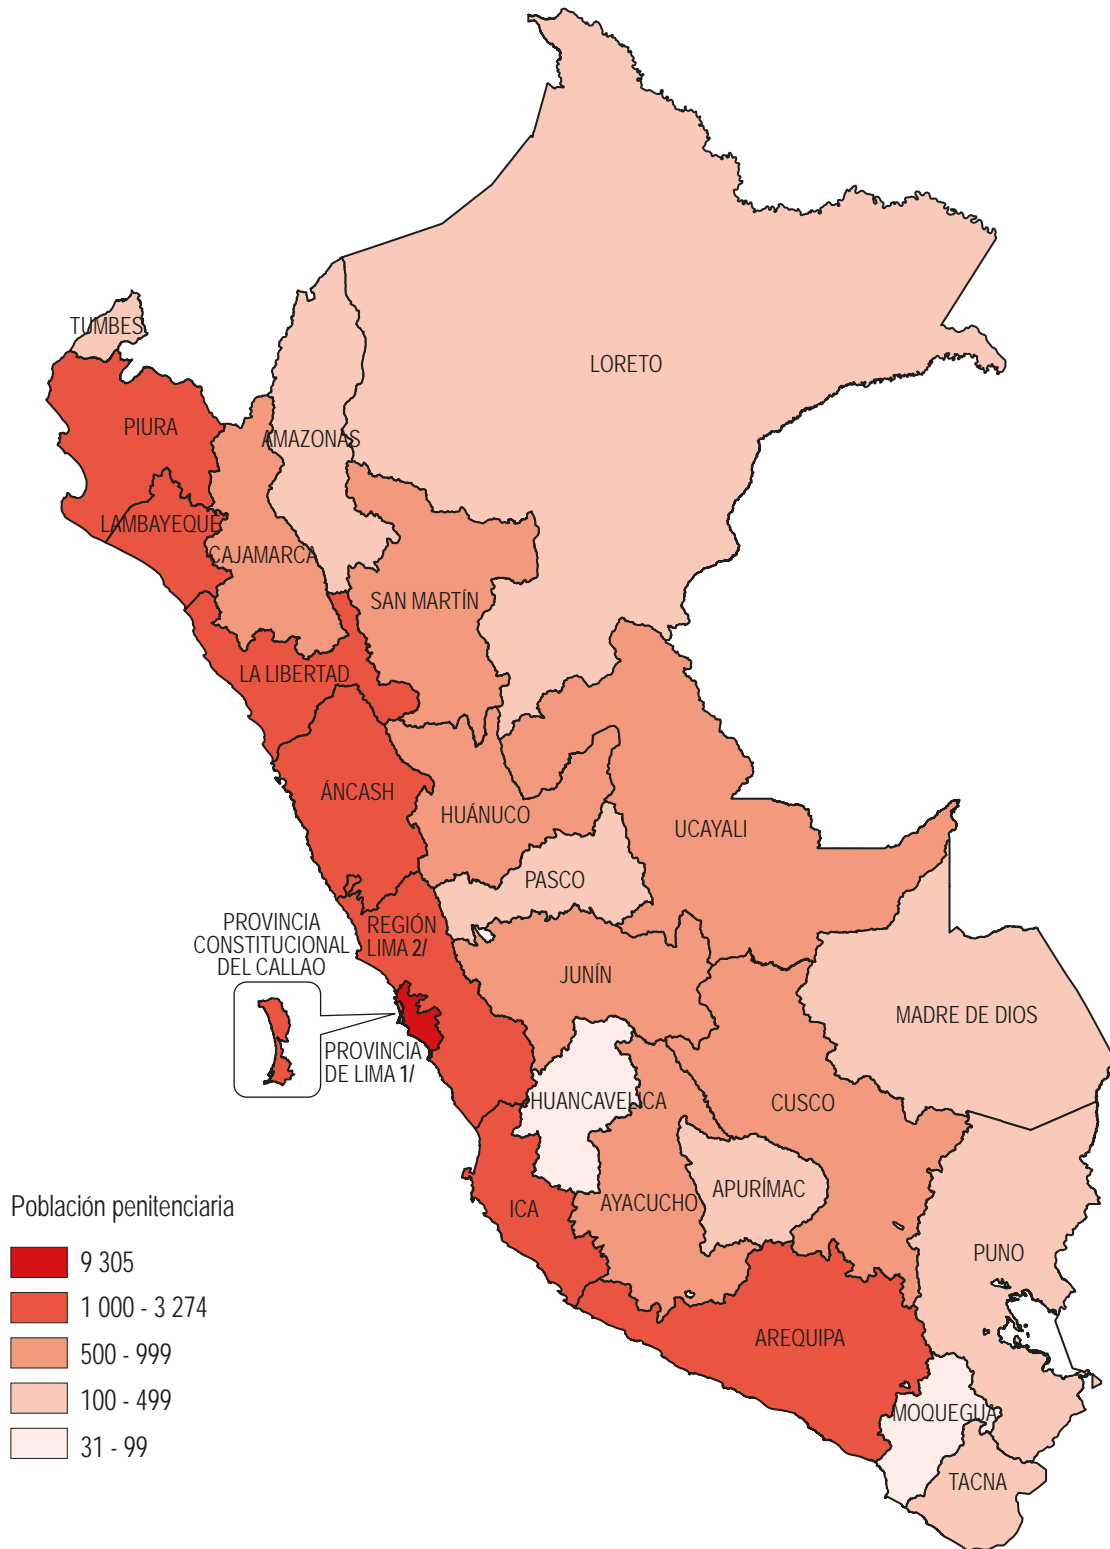 TUMBES
LORETO
PIURA
AMAZONAS
LAMBAYEQUE
CAJAMARCA
SAN MARTÍN
LA LIBERTAD
ÁNCASH
HUÁNUCO
UCAYALI
PASCO
PROVINCIA
CONSTITUCIONAL
DEL CALLAO
REGIÓN
LIMA 2/
JUNÍN
MADRE DE DIOS
PROVINCIA
DE LIMA 1/
HUANCAVELICA
CUSCO
APURÍMAC
AYACUCHO
ICA
PUNO
AREQUIPA
MOQUEGUA
TACNA
Población penitenciaria
9 305
1 000 - 3 274
500 - 999
100 - 499
31 - 99